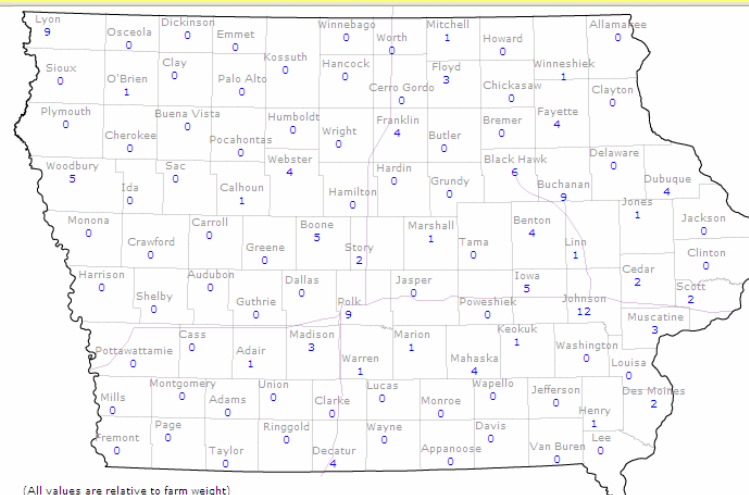 Lyon Osceola Dickinson Emmet Winnebago Worth Mitchell Howard Allamakee
9 0 0 0 0 0 1 0 0
Sioux O'Brien Clay Palo Alto Kossuth Hancock Cerro Gordo Floyd Chickasaw Winneshiek Clayton
0 1 0 0 0 0 0 3 0 1 0
Plymouth Cherokee Buena Vista Pocahontas Humboldt Wright Franklin Butler Bremer Fayette
0 0 0 0 0 0 4 0 0 4
Woodbury Ida Sac Calhoun Webster Hamilton Hardin Grundy Black Hawk Buchanan Delaware Dubuque
5 0 0 1 4 0 0 0 6 9 0 4
Monona Crawford Carroll Greene Boone Story Marshall Tama Benton Linn Jones Jackson
0 0 0 0 5 2 1 0 4 1 1 0
Harrison Shelby Audubon Guthrie Dallas Polk Jasper Poweshiek Iowa Johnson Cedar Clinton Scott
0 0 0 0 0 9 0 0 5 12 2 0 2
Pottawattamie Cass Adair Madison Warren Marion Mahaska Keokuk Washington Louisa Muscatine
0 0 1 3 1 1 4 1 0 0 3
Mills Montgomery Adams Union Clarke Lucas Monroe Wapello Jefferson Henry Des Moines
0 0 0 0 0 0 0 0 0 1 2
Fremont Page Taylor Ringgold Decatur Wayne Appanoose Davis Van Buren Lee
0 0 0 0 4 0 0 0 0 0
(All values are relative to farm weight)